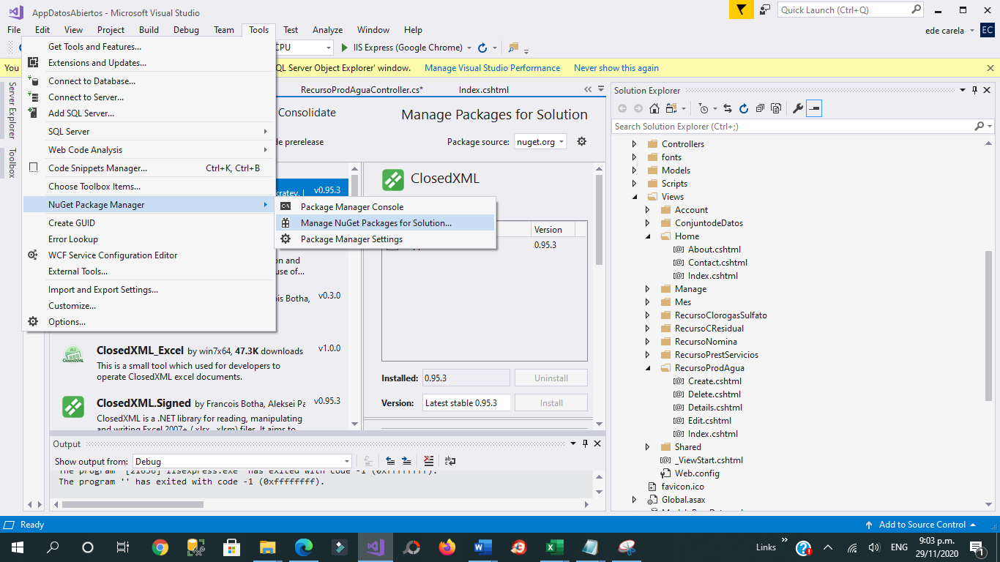 AppDatosAbiertos - Microsoft Visual Studio
Quick Launch (Ctrl+Q)
File Edit View Project Build Debug Team Tools Test Analyze Window Help
ede carela EC
CPU IIS Express (Google Chrome)
You
QL Server Object Explorer' window. Manage Visual Studio Performance Never show this again
Get Tools and Features...
Extensions and Updates...
Connect to Database...
Connect to Server...
Add SQL Server...
SQL Server
Web Code Analysis
Code Snippets Manager... Ctrl+K, Ctrl+B
Choose Toolbox Items...
NuGet Package Manager
Create GUID
Error Lookup
WCF Service Configuration Editor
External Tools...
Import and Export Settings...
Customize...
Options...
Package Manager Console
Manage NuGet Packages for Solution...
Package Manager Settings
Server Explorer
Toolbox
RecursoProdAguaController.cs* Index.cshtml
Consolidate Manage Packages for Solution
de prerelease Package source: nuget.org
v0.95.3
on and
use of...
is Botha, v0.3.0
ClosedXML_Excel by win7x64, 47.3K downloads v1.0.0
This is a small tool which used for developers to
operate ClosedXML excel documents.
ClosedXML.Signed by Francois Botha, Aleksei Pa v0.95.3
ClosedXML is a .NET library for reading, manipulating
and writing Excel 2007+ (.xlsx, .xlsm) files. It aims to
ClosedXML
Version
0.95.3
Installed: 0.95.3 Uninstall
Version: Latest stable 0.95.3 Install
Output
Show output from: Debug
The program '[21656] iisexpress.exe' has exited with code -1 (0xffffffff).
The program '' has exited with code -1 (0xffffffff).
Solution Explorer
Search Solution Explorer (Ctrl+;)
Controllers
fonts
Models
Scripts
Views
Account
ConjuntodeDatos
Home
About.cshtml
Contact.cshtml
Index.cshtml
Manage
Mes
RecursoClorogasSulfato
RecursoCResidual
RecursoNomina
RecursoPrestServicios
RecursoProdAgua
Create.cshtml
Delete.cshtml
Details.cshtml
Edit.cshtml
Index.cshtml
Shared
_ViewStart.cshtml
Web.config
favicon.ico
Global.asax
Ready Add to Source Control
Links ENG 9:03 p.m.
29/11/2020
1